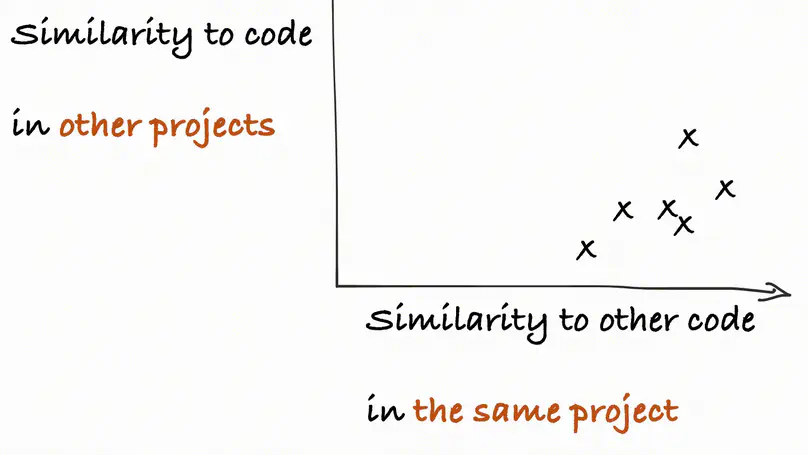 Similarity to code
in other projects
x
x
x
x
x
x
Similarity to other code
in the same project